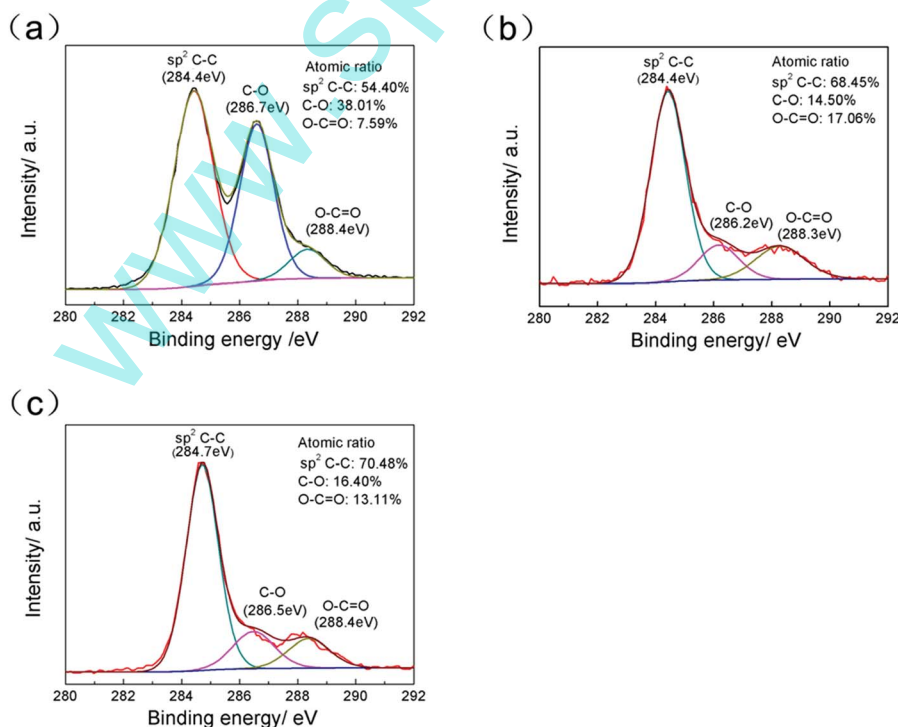 (a)
sp² C-C
(284.4eV)
C-O
(286.7eV)
O-C=O
(288.4eV)
Atomic ratio
sp² C-C: 54.40%
C-O: 38.01%
O-C=O: 7.59%
Intensity/ a.u.
280 282 284 286 288 290 292
Binding energy /eV
(b)
sp² C-C
(284.4eV)
C-O
(286.2eV)
O-C=O
(288.3eV)
Atomic ratio
sp² C-C: 68.45%
C-O: 14.50%
O-C=O: 17.06%
Intensity/ a.u.
280 282 284 286 288 290 292
Binding energy/ eV
(c)
sp² C-C
(284.7eV)
C-O
(286.5eV)
O-C=O
(288.4eV)
Atomic ratio
sp² C-C: 70.48%
C-O: 16.40%
O-C=O: 13.11%
Intensity/ a.u.
280 282 284 286 288 290 292
Binding energy/ eV
www.sp